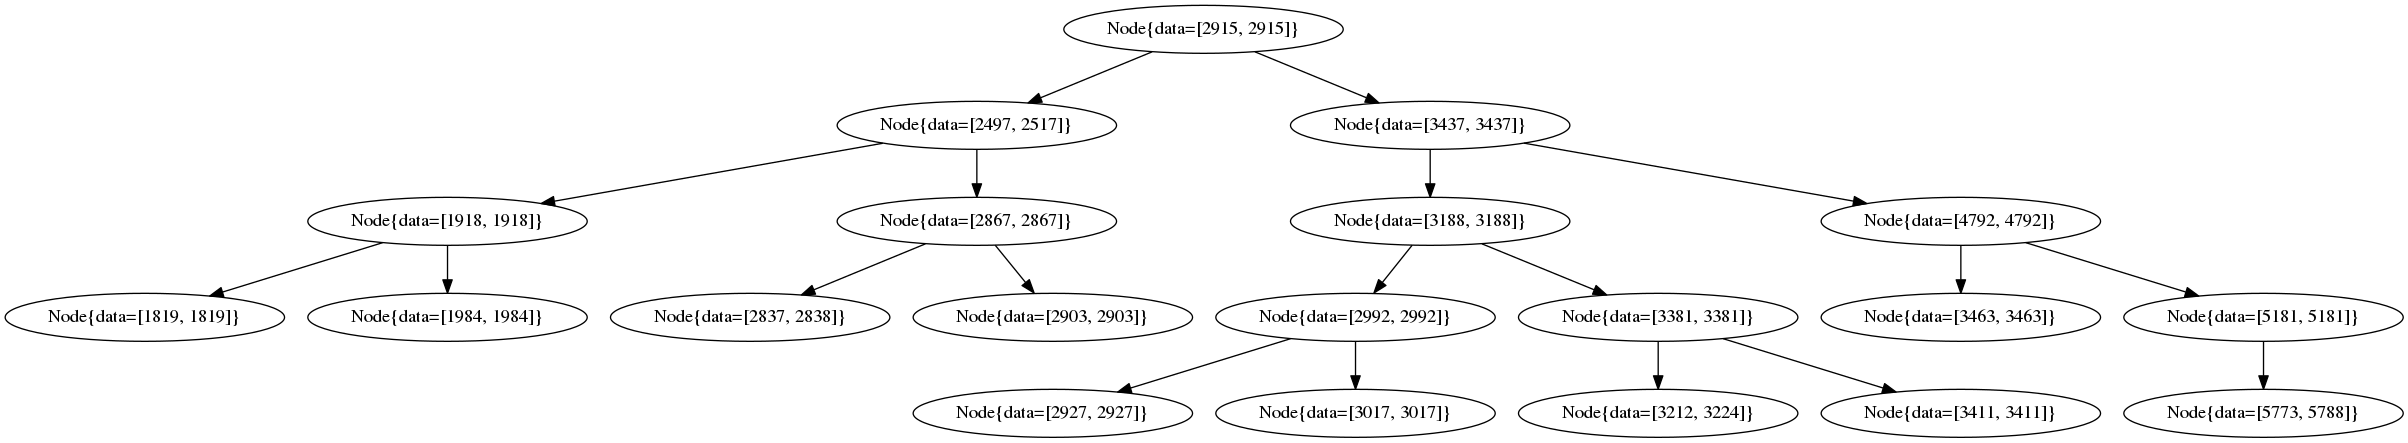 Node{data=[2915, 2915]}
Node{data=[2497, 2517]}
Node{data=[3437, 3437]}
Node{data=[1918, 1918]}
Node{data=[2867, 2867]}
Node{data=[3188, 3188]}
Node{data=[4792, 4792]}
Node{data=[1819, 1819]}
Node{data=[1984, 1984]}
Node{data=[2837, 2838]}
Node{data=[2903, 2903]}
Node{data=[2992, 2992]}
Node{data=[3381, 3381]}
Node{data=[3463, 3463]}
Node{data=[5181, 5181]}
Node{data=[2927, 2927]}
Node{data=[3017, 3017]}
Node{data=[3212, 3224]}
Node{data=[3411, 3411]}
Node{data=[5773, 5788]}